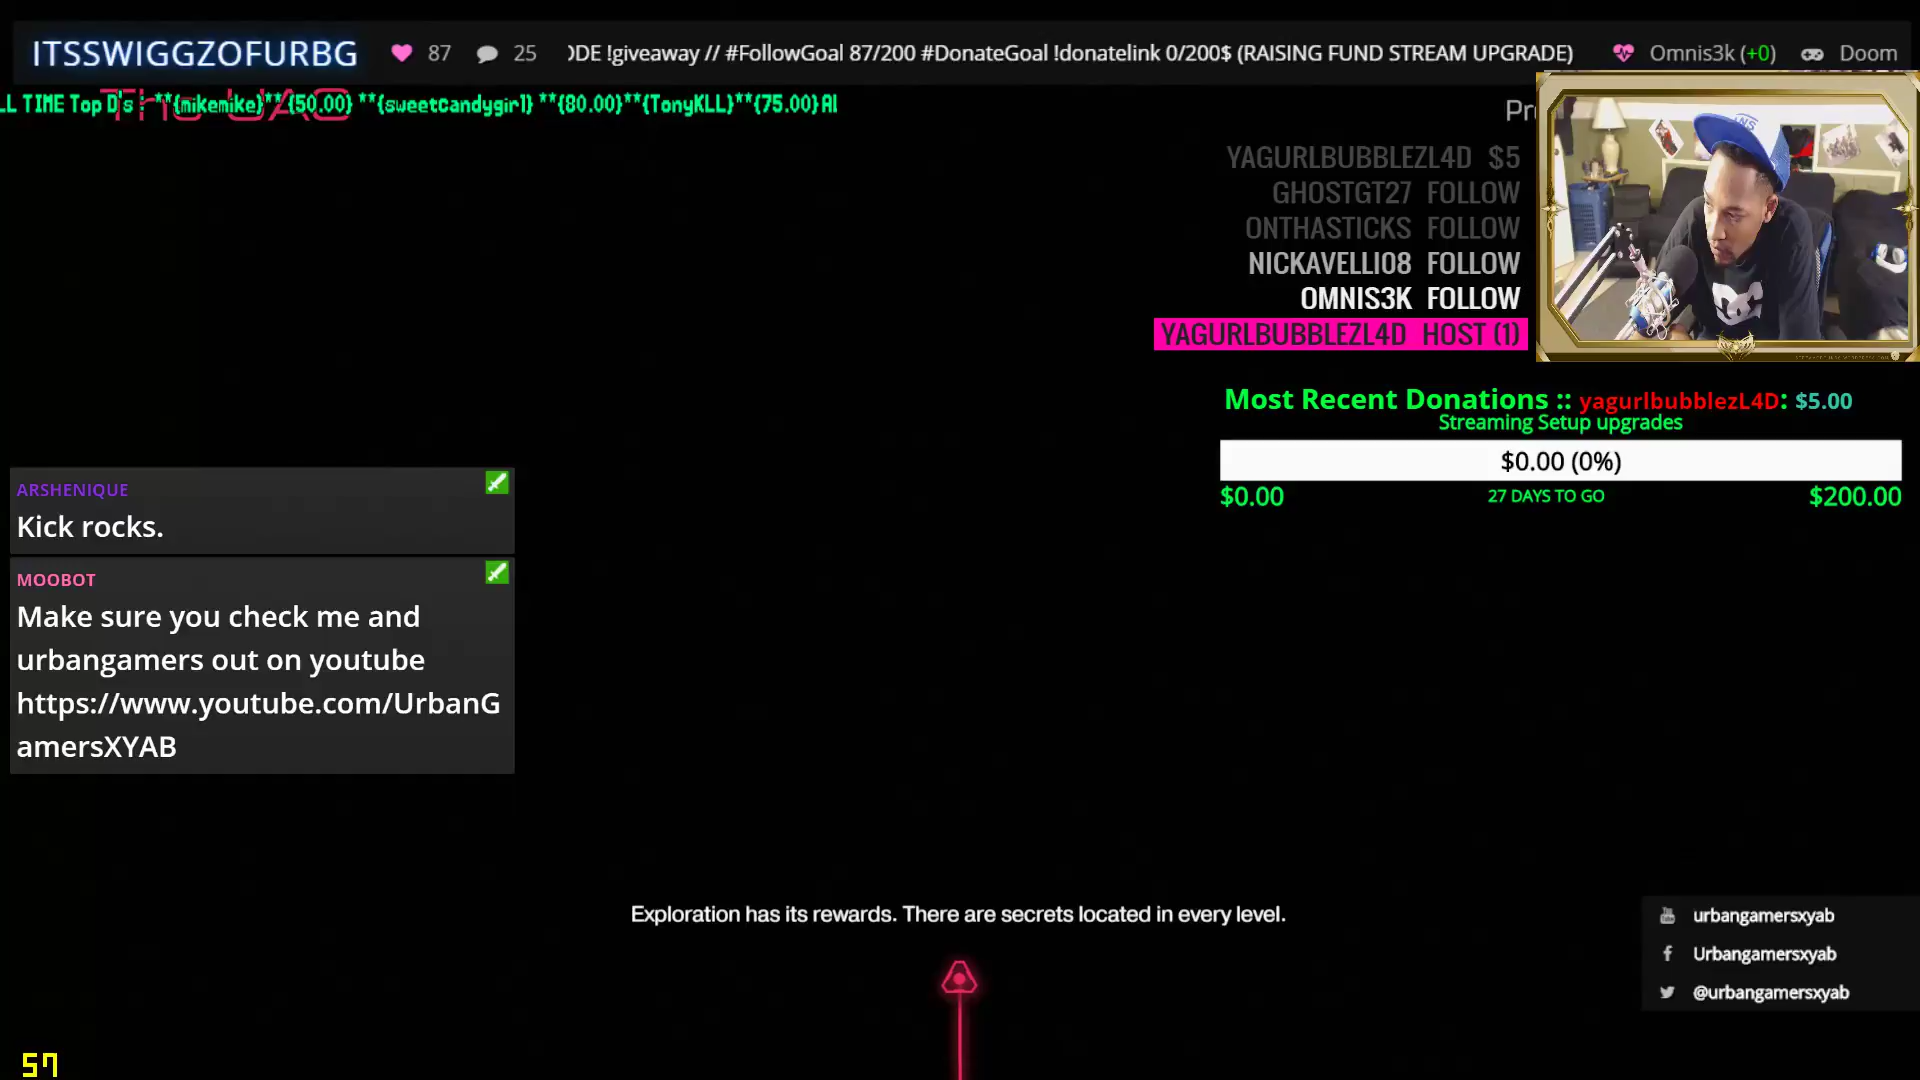 ITSSWIGGZOFURBG 87 25 ODE !giveaway // #FollowGoal 87/200 #DonateGoal !donatelink 0/200$ (RAISING FUND STREAM UPGRADE) Omnis3k (+0) Doom
LL TIME Top D's : **{mikemike}**{50.00} **{sweetcandygirl} **{80.00}**{TonyKLL}**{75.00} Al
The UAC
Pr
YAGURLBUBBLEZL4D $5
GHOSTGT27 FOLLOW
ONTHASTICKS FOLLOW
NICKAVELLI08 FOLLOW
OMNIS3K FOLLOW
YAGURLBUBBLEZL4D HOST (1)
Most Recent Donations :: yagurlbubblezL4D: $5.00
Streaming Setup upgrades
$0.00 (0%)
$0.00 27 DAYS TO GO $200.00
ARSHENIQUE
Kick rocks.
MOOBOT
Make sure you check me and
urbangamers out on youtube
https://www.youtube.com/UrbanG
amersXYAB
Exploration has its rewards. There are secrets located in every level.
urbangamersxyab
Urbangamersxyab
@urbangamersxyab
57